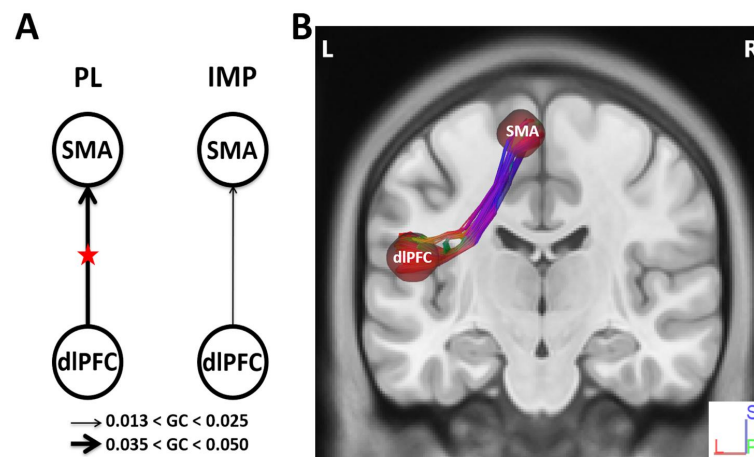 A
B
PL IMP
L
R
SMA SMA
SMA
dlPFC
dlPFC dlPFC
0.013 < GC < 0.025
0.035 < GC < 0.050
S
L